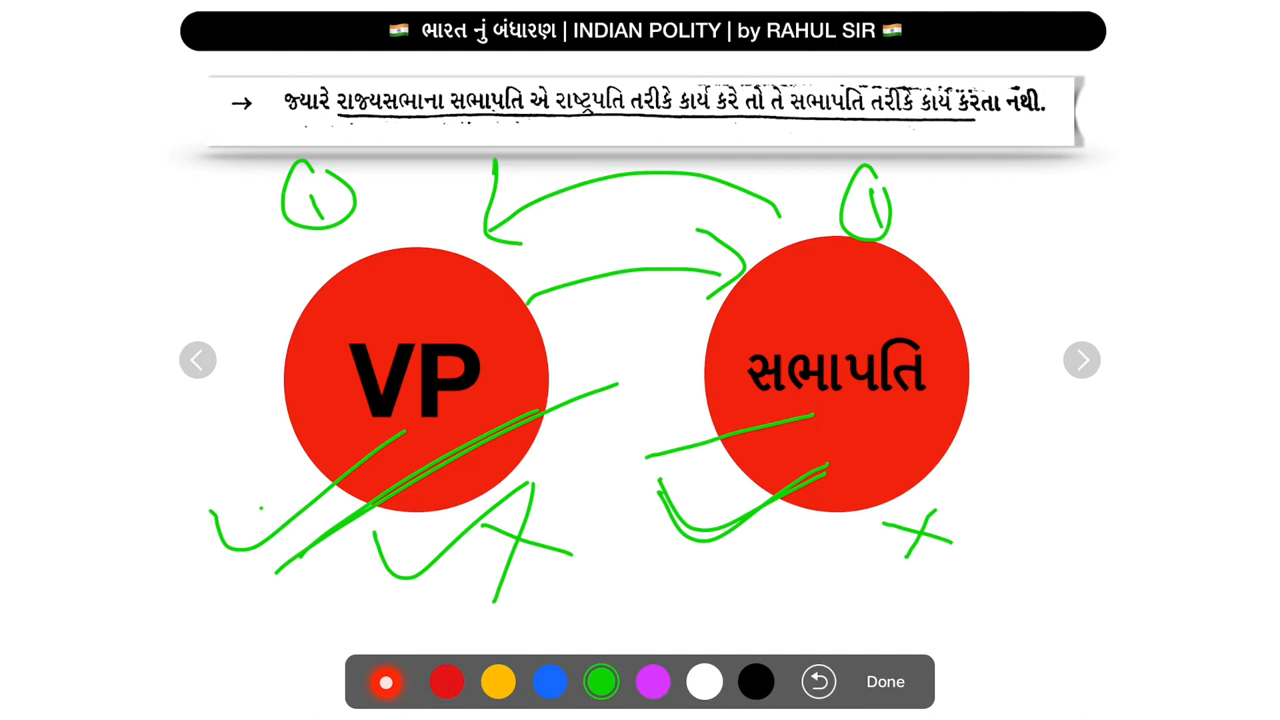 🇮🇳 ભારત નું બંધારણ | INDIAN POLITY | by RAHUL SIR 🇮🇳
→ જ્યારે રાજ્યસભાના સભાપતિ એ રાષ્ટ્રપતિ તરીકે કાર્ય કરે તો તે સભાપતિ તરીકે કાર્ય કરતા નથી.
VP
સભાપતિ
Done